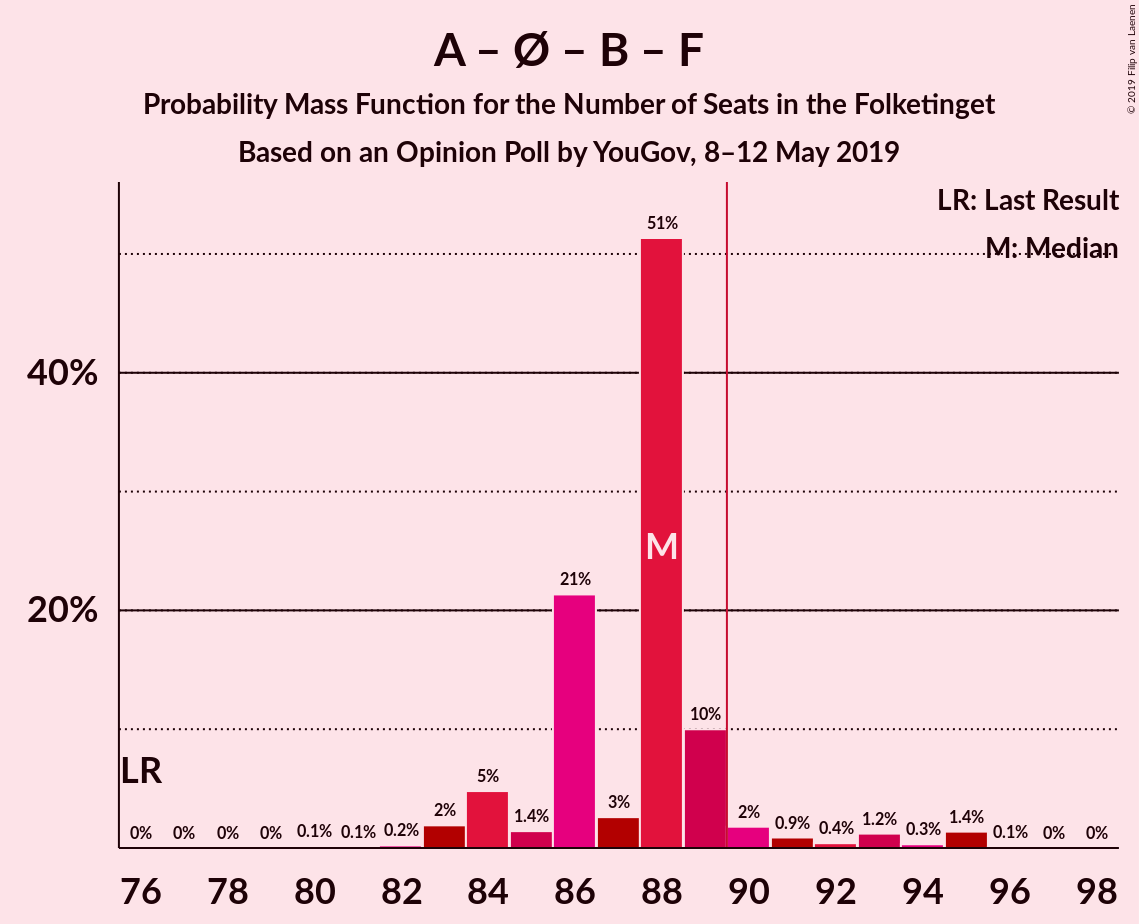 A – Ø – B – F
Probability Mass Function for the Number of Seats in the Folketinget
Based on an Opinion Poll by YouGov, 8–12 May 2019
© 2019 Filip van Laenen
LR: Last Result
M: Median
51%
40%
M
21%
20%
10%
LR
5%
3%
2%
2%
1.4%
1.4%
1.2%
0.9%
0.4%
0.3%
0.2%
0% 0% 0% 0% 0.1% 0.1%
0.1% 0% 0%
76 78 80 82 84 86 88 90 92 94 96 98